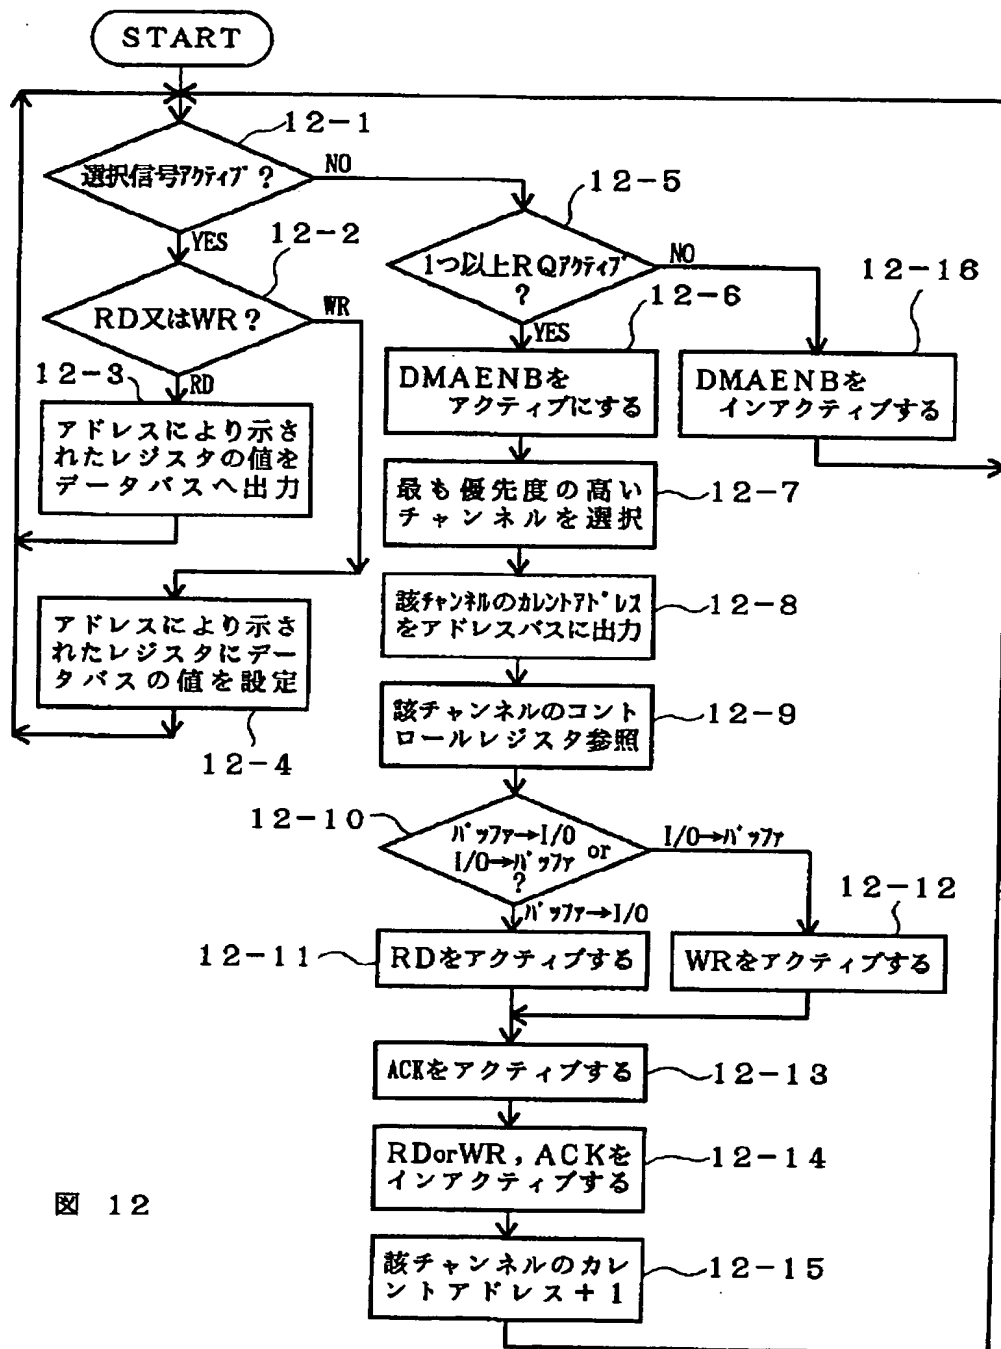 START
12-1
選択信号アクティブ?
NO
YES
12-2
RD又はWR?
WR
RD
12-3
アドレスにより示さ
れたレジスタの値を
データバスへ出力
アドレスにより示さ
れたレジスタにデー
タバスの値を設定
12-4
12-5
1つ以上RQアクティブ
?
NO
YES
12-6
DMAENBを
アクティブにする
12-16
DMAENBを
インアクティブする
最も優先度の高い
チャンネルを選択
12-7
該チャンネルのカレントアドレス
をアドレスバスに出力
12-8
該チャンネルのコント
ロールレジスタ参照
12-9
12-10
バッファ→I/O
I/O→バッファ or
?
I/O→バッファ
バッファ→I/O
12-11
RDをアクティブする
12-12
WRをアクティブする
ACKをアクティブする
12-13
RDorWR,ACKを
インアクティブする
12-14
該チャンネルのカレ
ントアドレス+1
12-15
図 12